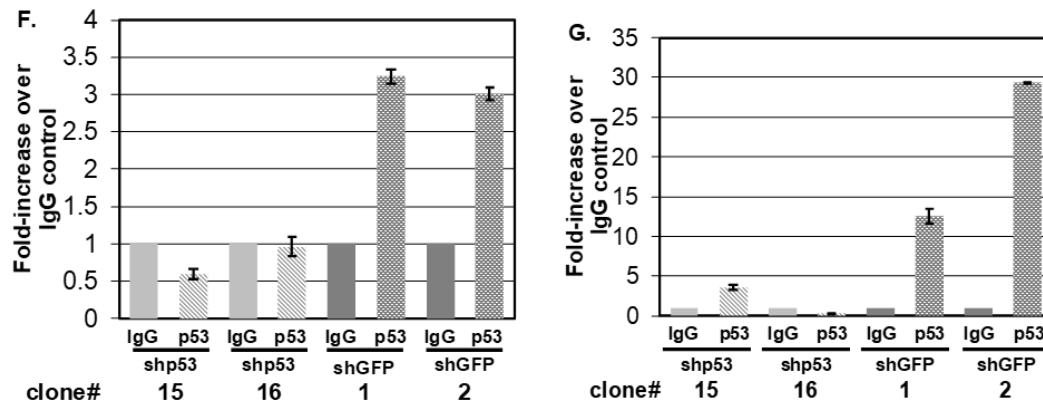 F.
Fold-increase over
IgG control
4
3.5
3
2.5
2
1.5
1
0.5
0
IgG p53 IgG p53 IgG p53 IgG p53
shp53 shp53 shGFP shGFP
clone# 15 16 1 2
G.
Fold-increase over
IgG control
35
30
25
20
15
10
5
0
IgG p53 IgG p53 IgG p53 IgG p53
shp53 shp53 shGFP shGFP
clone# 15 16 1 2